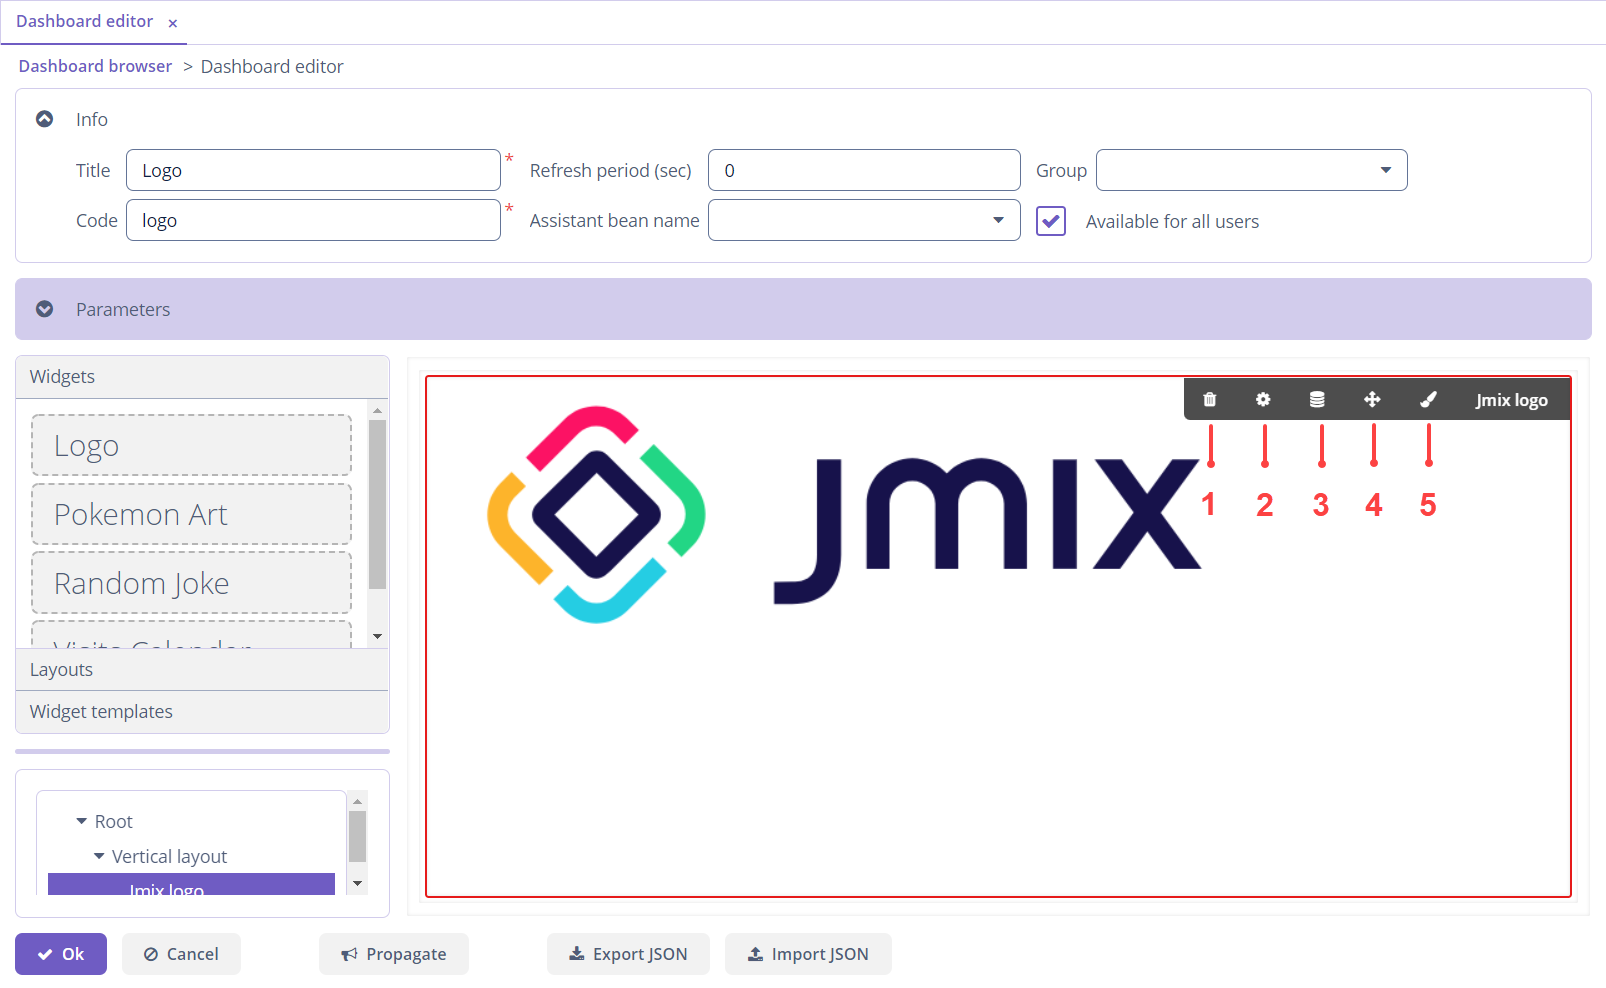 Dashboard editor ×
Dashboard browser > Dashboard editor
Info
Title Logo * Refresh period (sec) 0 Group
Code logo * Assistant bean name Available for all users
Parameters
Widgets
Logo
Pokemon Art
Random Joke
Visits Calendar
Layouts
Widget templates
Root
Vertical layout
Jmix logo
Jmix logo
JMIX
1 2 3 4 5
Ok Cancel Propagate Export JSON Import JSON